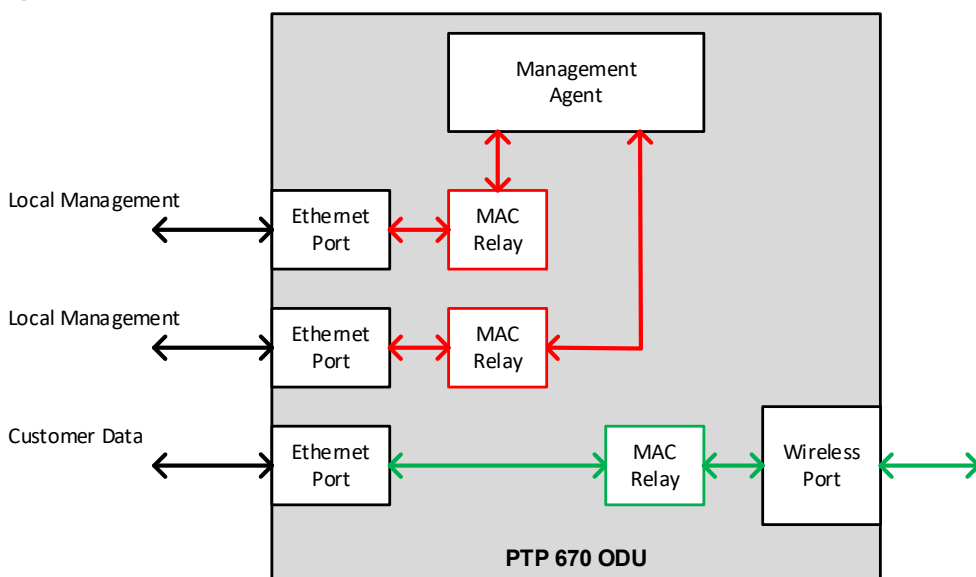 Management
Agent
Local Management
Ethernet
Port
MAC
Relay
Local Management
Ethernet
Port
MAC
Relay
Customer Data
Ethernet
Port
MAC
Relay
Wireless
Port
PTP 670 ODU